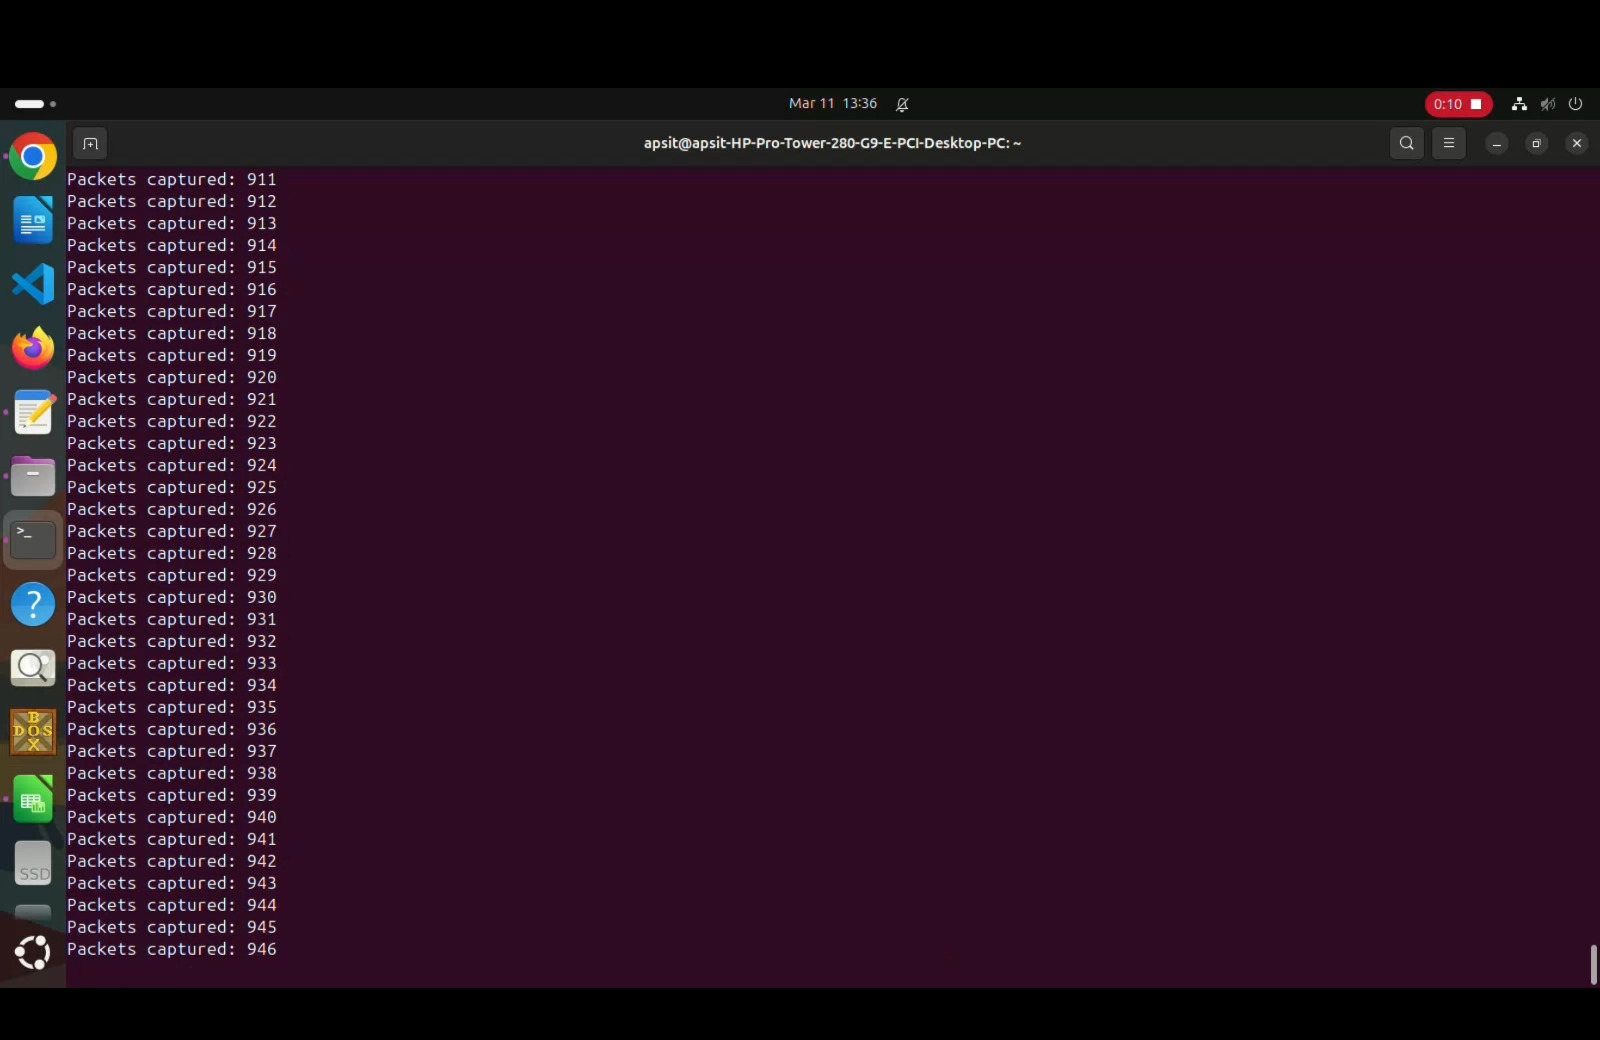 Mar 11 13:36
0:10
apsit@apsit-HP-Pro-Tower-280-G9-E-PCI-Desktop-PC: ~
Packets captured: 911
Packets captured: 912
Packets captured: 913
Packets captured: 914
Packets captured: 915
Packets captured: 916
Packets captured: 917
Packets captured: 918
Packets captured: 919
Packets captured: 920
Packets captured: 921
Packets captured: 922
Packets captured: 923
Packets captured: 924
Packets captured: 925
Packets captured: 926
Packets captured: 927
Packets captured: 928
Packets captured: 929
Packets captured: 930
Packets captured: 931
Packets captured: 932
Packets captured: 933
Packets captured: 934
Packets captured: 935
Packets captured: 936
Packets captured: 937
Packets captured: 938
Packets captured: 939
Packets captured: 940
Packets captured: 941
Packets captured: 942
Packets captured: 943
Packets captured: 944
Packets captured: 945
Packets captured: 946
>_
?
B
DOS
X
SSD